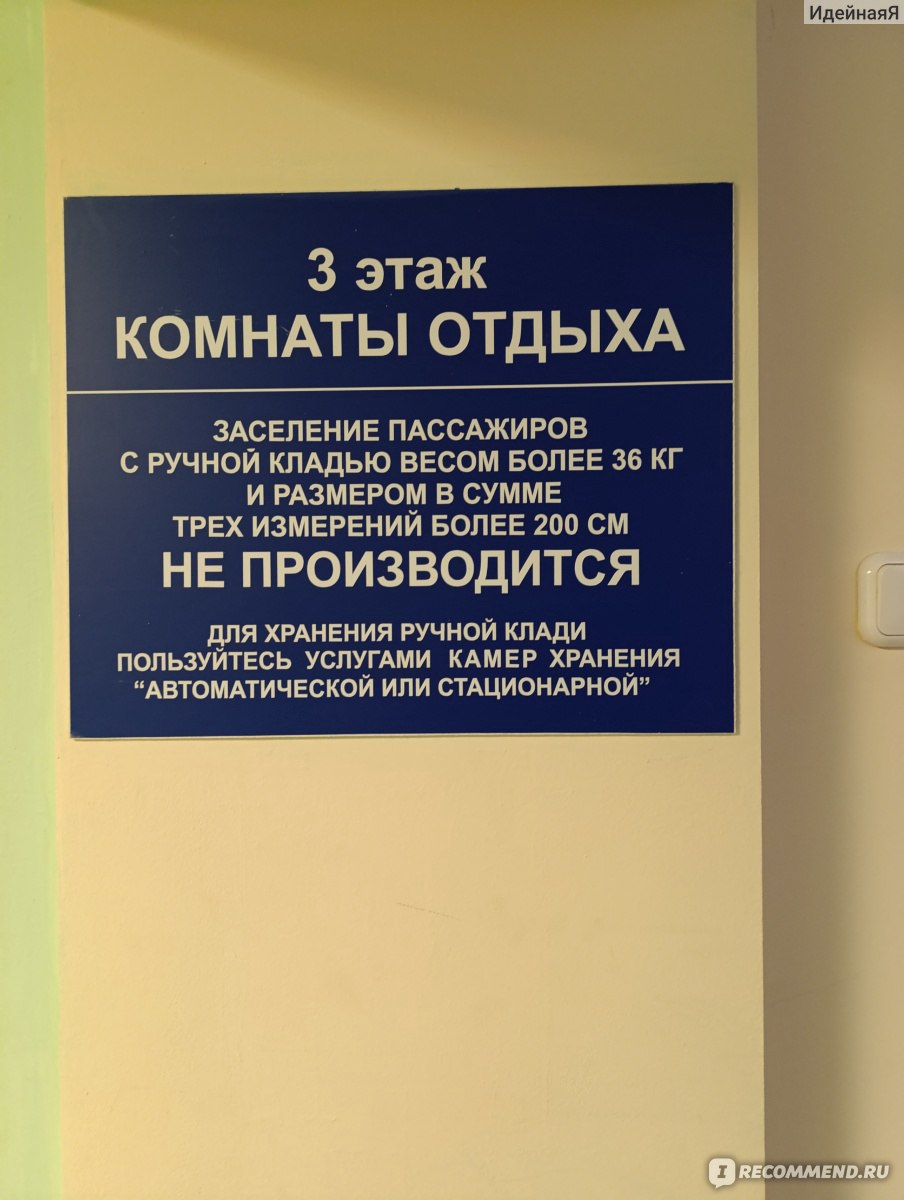 ИдейнаяЯ
3 этаж
КОМНАТЫ ОТДЫХА
ЗАСЕЛЕНИЕ ПАССАЖИРОВ
С РУЧНОЙ КЛАДЬЮ ВЕСОМ БОЛЕЕ 36 КГ
И РАЗМЕРОМ В СУММЕ
ТРЕХ ИЗМЕРЕНИЙ БОЛЕЕ 200 СМ
НЕ ПРОИЗВОДИТСЯ
ДЛЯ ХРАНЕНИЯ РУЧНОЙ КЛАДИ
ПОЛЬЗУЙТЕСЬ УСЛУГАМИ КАМЕР ХРАНЕНИЯ
“АВТОМАТИЧЕСКОЙ ИЛИ СТАЦИОНАРНОЙ”
IRECOMMEND.RU